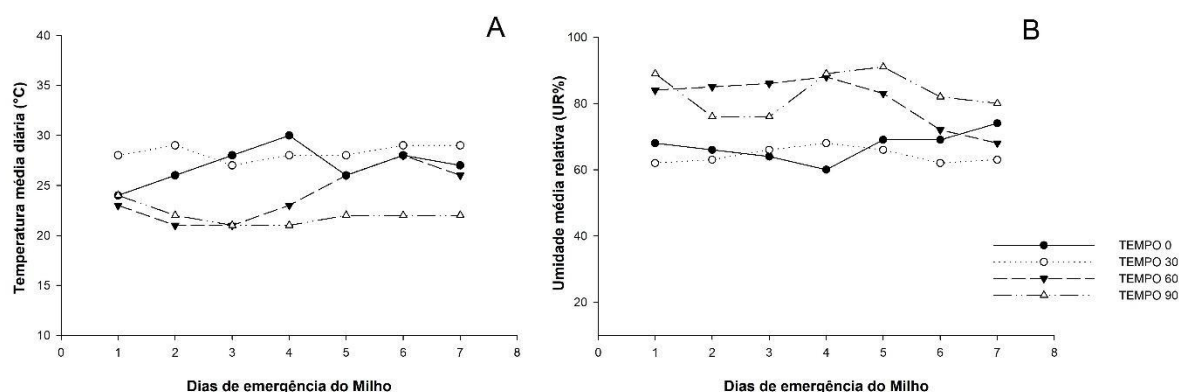 A
Temperatura média diária (°C)
40
35
30
25
20
15
10
0 1 2 3 4 5 6 7 8
Dias de emergência do Milho
B
Umidade média relativa (UR%)
100
80
60
40
20
0 1 2 3 4 5 6 7 8
Dias de emergência do Milho
TEMPO 0
TEMPO 30
TEMPO 60
TEMPO 90